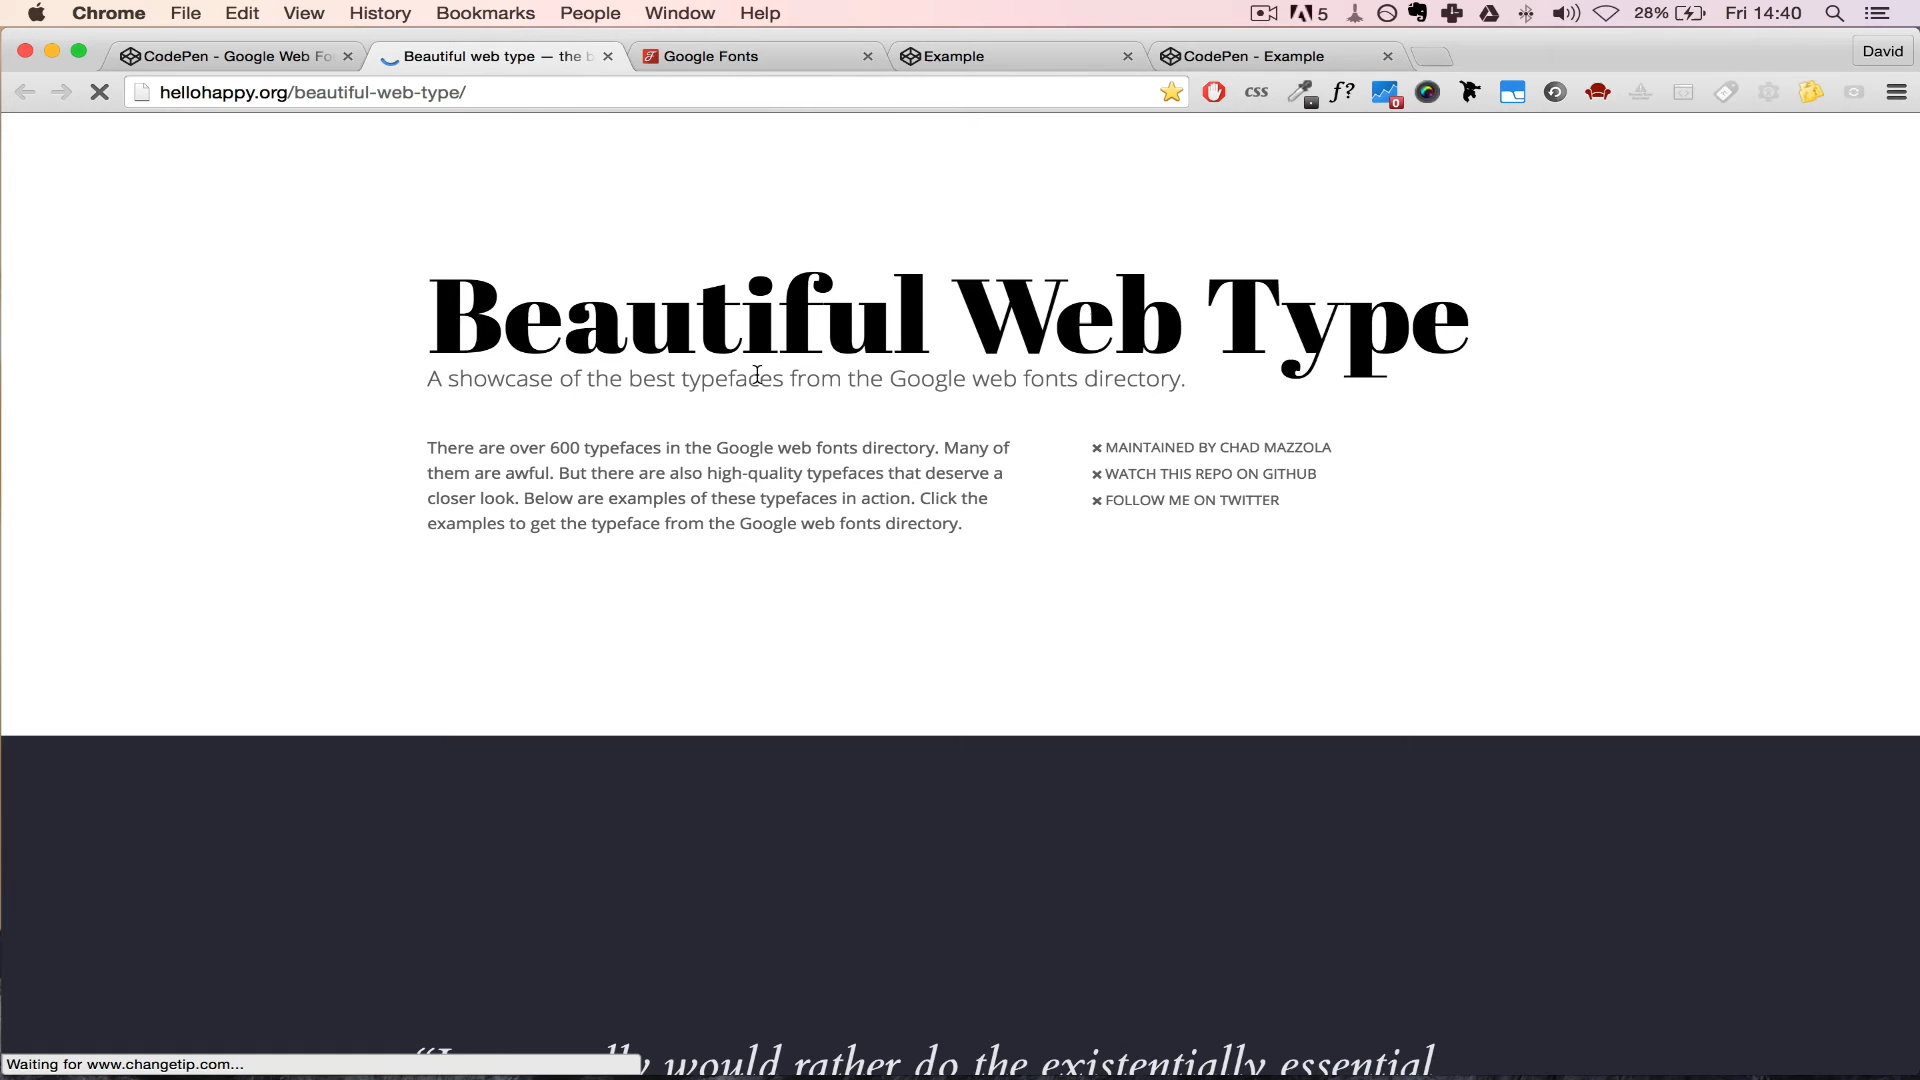 Chrome File Edit View History Bookmarks People Window Help 5 28% Fri 14:40
CodePen - Google Web Fo Beautiful web type — the b Google Fonts Example CodePen - Example David
hellohappy.org/beautiful-web-type/ css f? 0
Beautiful Web Type
A showcase of the best typefaces from the Google web fonts directory.
There are over 600 typefaces in the Google web fonts directory. Many of
them are awful. But there are also high-quality typefaces that deserve a
closer look. Below are examples of these typefaces in action. Click the
examples to get the typeface from the Google web fonts directory.
× MAINTAINED BY CHAD MAZZOLA
× WATCH THIS REPO ON GITHUB
× FOLLOW ME ON TWITTER
would rather do the existentially essential
Waiting for www.changetip.com...